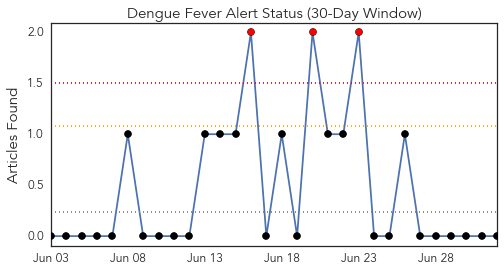 Dengue Fever Alert Status (30-Day Window)
Articles Found
2.0
1.5
1.0
0.5
0.0
Jun 03 Jun 08 Jun 13 Jun 18 Jun 23 Jun 28